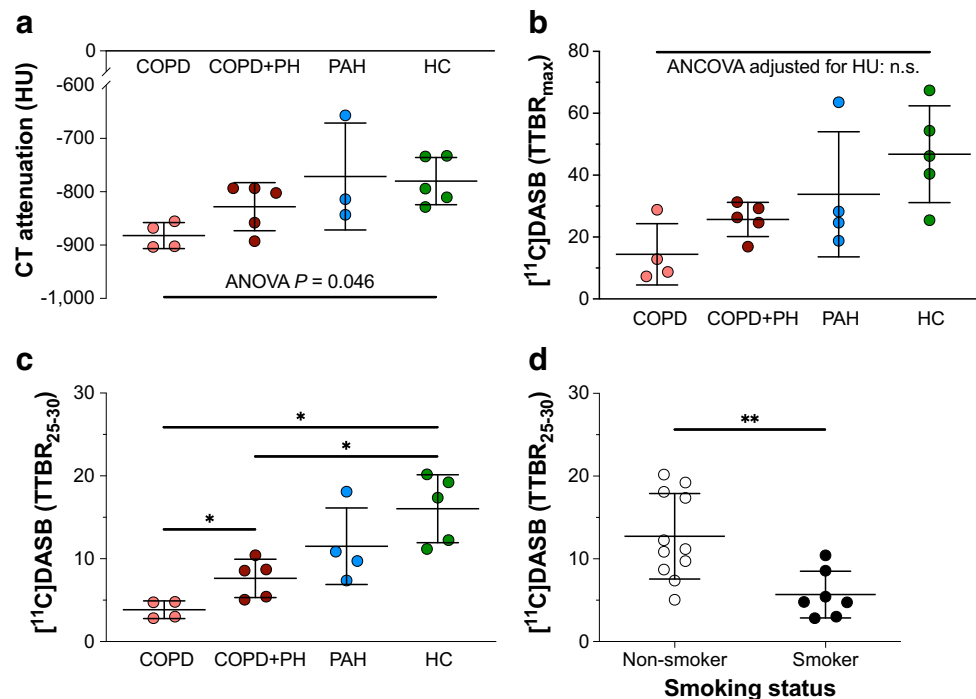 a
CT attenuation (HU)
0
-600
-700
-800
-900
-1,000
COPD COPD+PH PAH HC
ANOVA P = 0.046
b
[¹¹C]DASB (TTBRmax)
80
60
40
20
0
ANCOVA adjusted for HU: n.s.
COPD COPD+PH PAH HC
c
[¹¹C]DASB (TTBR25-30)
30
20
10
0
*
*
*
COPD COPD+PH PAH HC
d
[¹¹C]DASB (TTBR25-30)
30
20
10
0
**
Non-smoker Smoker
Smoking status